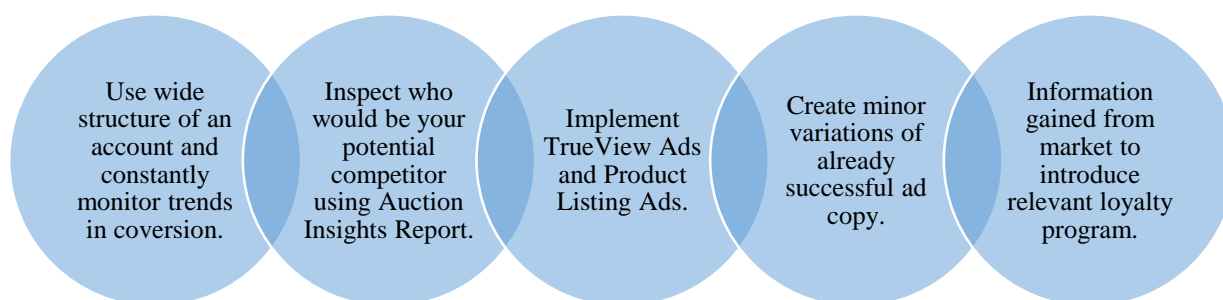 Use wide
structure of an
account and
constantly
monitor trends
in coversion.
Inspect who
would be your
potential
competitor
using Auction
Insights Report.
Implement
TrueView Ads
and Product
Listing Ads.
Create minor
variations of
already
successful ad
copy.
Information
gained from
market to
introduce
relevant loyalty
program.